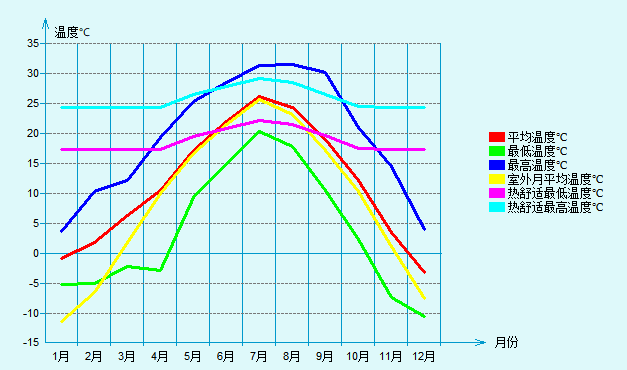 温度℃
35
30
25
20
15
10
5
0
-5
-10
-15
1月 2月 3月 4月 5月 6月 7月 8月 9月 10月 11月 12月
月份
平均温度℃
最低温度℃
最高温度℃
室外月平均温度℃
热舒适最低温度℃
热舒适最高温度℃